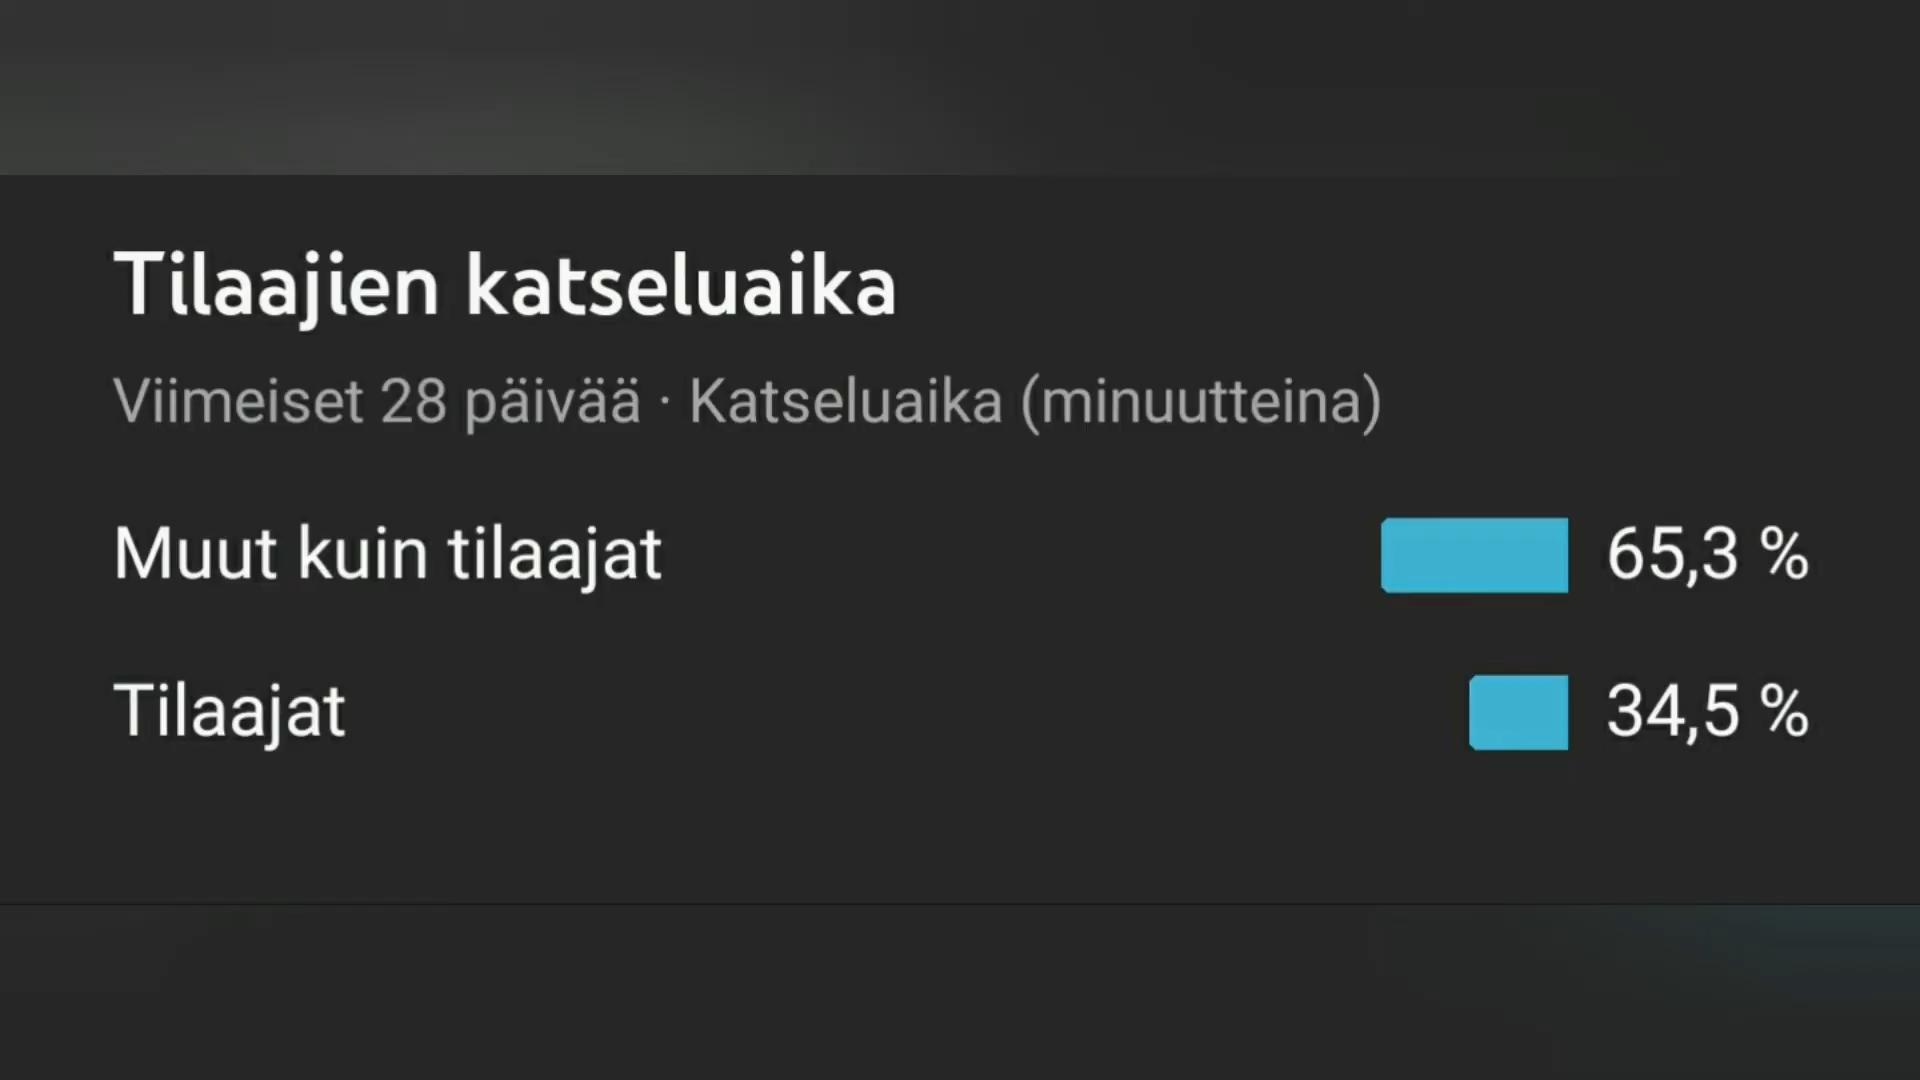 Tilaajien katseluaika
Viimeiset 28 päivää · Katseluaika (minuutteina)
Muut kuin tilaajat 65,3 %
Tilaajat 34,5 %